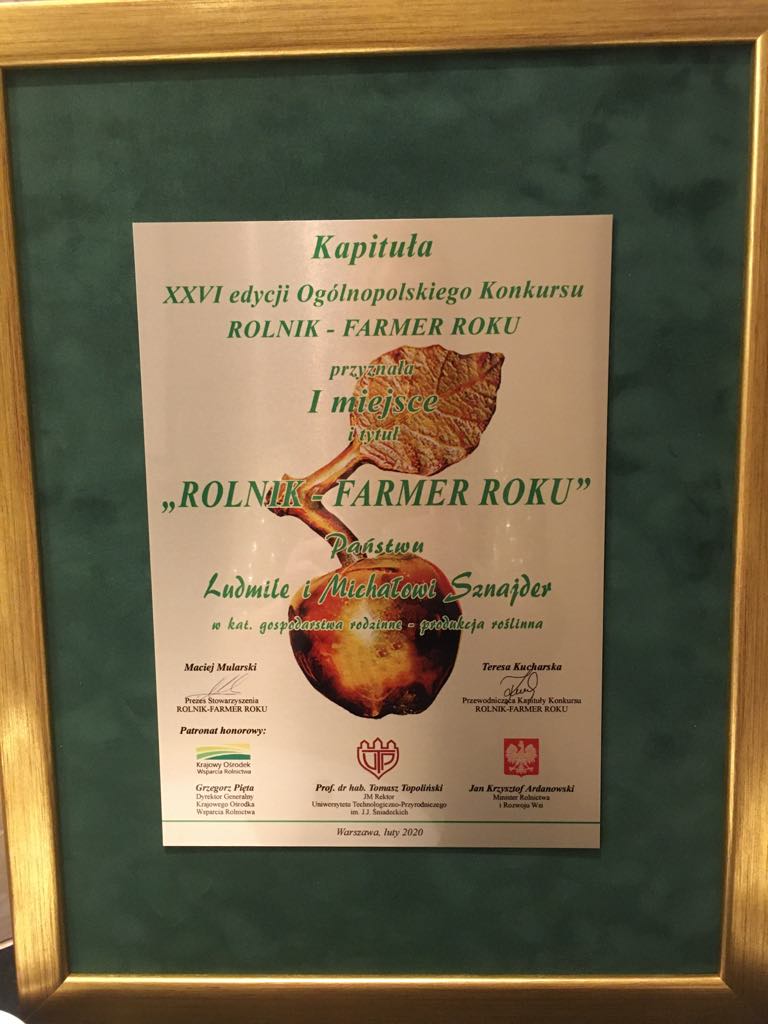 Kapituła
XXVI edycji Ogólnopolskiego Konkursu
ROLNIK - FARMER ROKU
przyznała
I miejsce
i tytuł
„ROLNIK - FARMER ROKU”
Państwu
Ludmile i Michałowi Sznajder
w kat. gospodarstwa rodzinne - produkcja roślinna
Maciej Mularski
Prezes Stowarzyszenia
ROLNIK-FARMER ROKU
Teresa Kucharska
Przewodnicząca Kapituły Konkursu
ROLNIK-FARMER ROKU
Patronat honorowy:
Krajowy Ośrodek
Wsparcia Rolnictwa
Grzegorz Pięta
Dyrektor Generalny
Krajowego Ośrodka
Wsparcia Rolnictwa
UTP
Prof. dr hab. Tomasz Topoliński
JM Rektor
Uniwersytetu Technologiczno-Przyrodniczego
im. J.J. Śniadeckich
Jan Krzysztof Ardanowski
Minister Rolnictwa
i Rozwoju Wsi
Warszawa, luty 2020